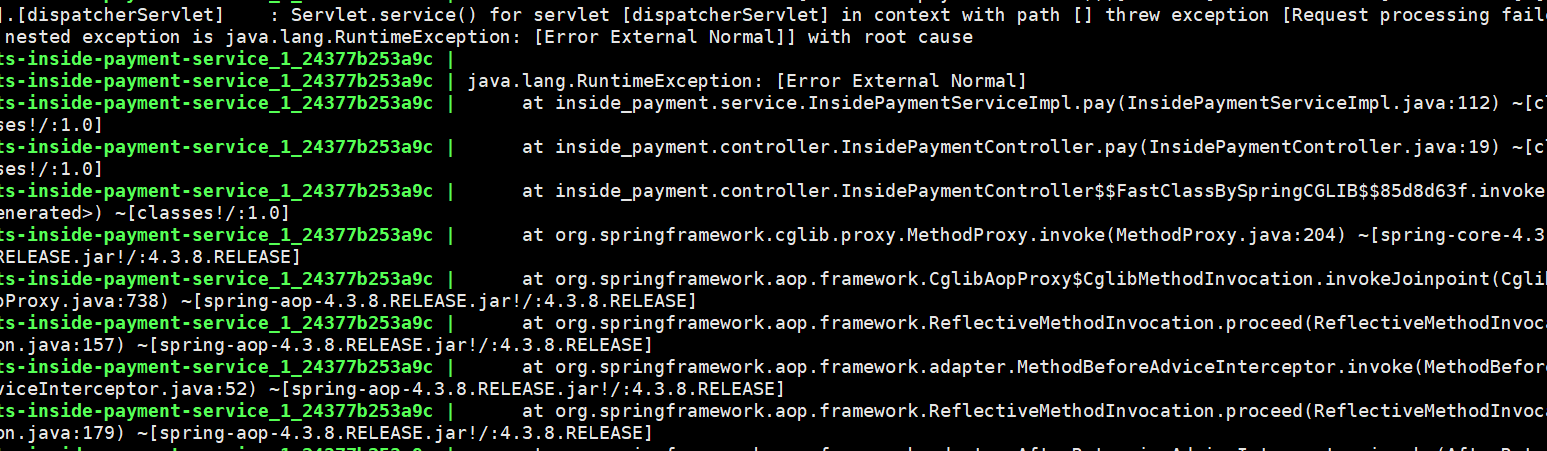 ].[dispatcherServlet]    : Servlet.service() for servlet [dispatcherServlet] in context with path [] threw exception [Request processing faile
nested exception is java.lang.RuntimeException: [Error External Normal]] with root cause
ts-inside-payment-service_1_24377b253a9c |
ts-inside-payment-service_1_24377b253a9c | java.lang.RuntimeException: [Error External Normal]
ts-inside-payment-service_1_24377b253a9c |      at inside_payment.service.InsidePaymentServiceImpl.pay(InsidePaymentServiceImpl.java:112) ~[cl
ses!/:1.0]
ts-inside-payment-service_1_24377b253a9c |      at inside_payment.controller.InsidePaymentController.pay(InsidePaymentController.java:19) ~[c
ses!/:1.0]
ts-inside-payment-service_1_24377b253a9c |      at inside_payment.controller.InsidePaymentController$$FastClassBySpringCGLIB$$85d8d63f.invoke
enerated>) ~[classes!/:1.0]
ts-inside-payment-service_1_24377b253a9c |      at org.springframework.cglib.proxy.MethodProxy.invoke(MethodProxy.java:204) ~[spring-core-4.3
RELEASE.jar!/:4.3.8.RELEASE]
ts-inside-payment-service_1_24377b253a9c |      at org.springframework.aop.framework.CglibAopProxy$CglibMethodInvocation.invokeJoinpoint(Cgli
pProxy.java:738) ~[spring-aop-4.3.8.RELEASE.jar!/:4.3.8.RELEASE]
ts-inside-payment-service_1_24377b253a9c |      at org.springframework.aop.framework.ReflectiveMethodInvocation.proceed(ReflectiveMethodInvoca
on.java:157) ~[spring-aop-4.3.8.RELEASE.jar!/:4.3.8.RELEASE]
ts-inside-payment-service_1_24377b253a9c |      at org.springframework.aop.framework.adapter.MethodBeforeAdviceInterceptor.invoke(MethodBefore
viceInterceptor.java:52) ~[spring-aop-4.3.8.RELEASE.jar!/:4.3.8.RELEASE]
ts-inside-payment-service_1_24377b253a9c |      at org.springframework.aop.framework.ReflectiveMethodInvocation.proceed(ReflectiveMethodInvoca
on.java:179) ~[spring-aop-4.3.8.RELEASE.jar!/:4.3.8.RELEASE]